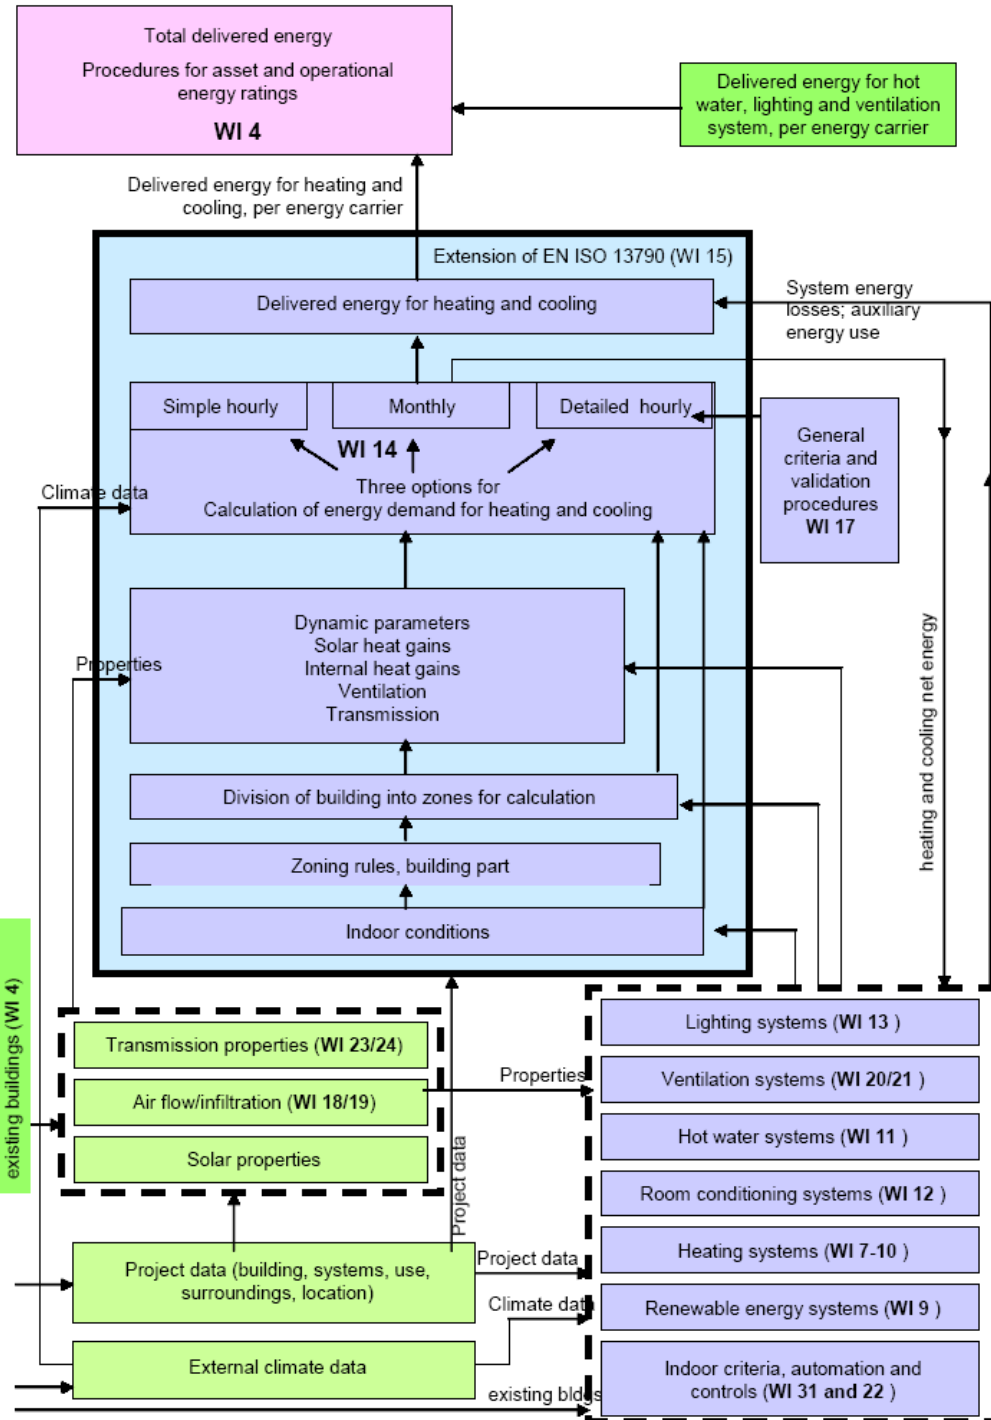 Total delivered energy
Procedures for asset and operational
energy ratings
WI 4
Delivered energy for hot
water, lighting and ventilation
system, per energy carrier
Delivered energy for heating and
cooling, per energy carrier
Extension of EN ISO 13790 (WI 15)
Delivered energy for heating and cooling
System energy
losses; auxiliary
energy use
Simple hourly
Monthly
Detailed hourly
WI 14
Three options for
Calculation of energy demand for heating and cooling
General
criteria and
validation
procedures
WI 17
Climate data
Dynamic parameters
Solar heat gains
Internal heat gains
Ventilation
Transmission
Properties
heating and cooling net energy
Division of building into zones for calculation
Zoning rules, building part
Indoor conditions
existing buildings (WI 4)
Transmission properties (WI 23/24)
Air flow/infiltration (WI 18/19)
Solar properties
Properties
Project data
Lighting systems (WI 13 )
Ventilation systems (WI 20/21 )
Hot water systems (WI 11 )
Room conditioning systems (WI 12 )
Heating systems (WI 7-10 )
Renewable energy systems (WI 9 )
Indoor criteria, automation and
controls (WI 31 and 22 )
Project data (building, systems, use,
surroundings, location)
Project data
Climate data
External climate data
existing bldgs